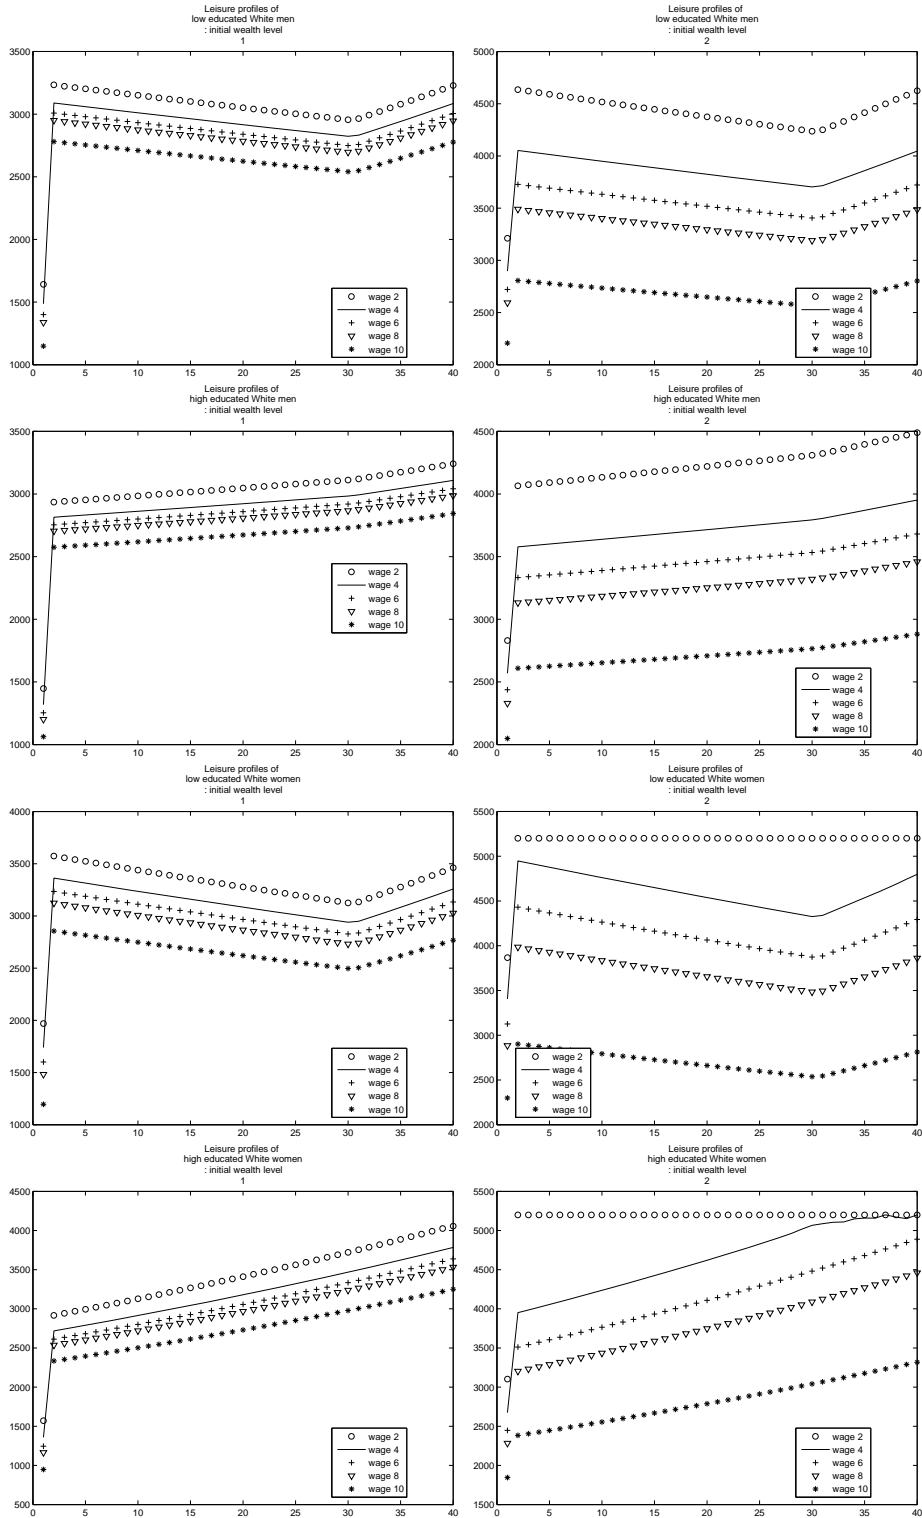 Leisure profiles of
low educated White men
: initial wealth level
1
3500
3000
2500
2000
1500
1000
0 5 10 15 20 25 30 35 40
wage 2
wage 4
wage 6
wage 8
wage 10
Leisure profiles of
low educated White men
: initial wealth level
2
5000
4500
4000
3500
3000
2500
2000
0 5 10 15 20 25 30 35 40
wage 2
wage 4
wage 6
wage 8
wage 10
Leisure profiles of
high educated White men
: initial wealth level
1
3500
3000
2500
2000
1500
1000
0 5 10 15 20 25 30 35 40
wage 2
wage 4
wage 6
wage 8
wage 10
Leisure profiles of
high educated White men
: initial wealth level
2
4500
4000
3500
3000
2500
2000
0 5 10 15 20 25 30 35 40
wage 2
wage 4
wage 6
wage 8
wage 10
Leisure profiles of
low educated White women
: initial wealth level
1
4000
3500
3000
2500
2000
1500
1000
0 5 10 15 20 25 30 35 40
wage 2
wage 4
wage 6
wage 8
wage 10
Leisure profiles of
low educated White women
: initial wealth level
2
5500
5000
4500
4000
3500
3000
2500
2000
0 5 10 15 20 25 30 35 40
wage 2
wage 4
wage 6
wage 8
wage 10
Leisure profiles of
high educated White women
: initial wealth level
1
4500
4000
3500
3000
2500
2000
1500
1000
500
0 5 10 15 20 25 30 35 40
wage 2
wage 4
wage 6
wage 8
wage 10
Leisure profiles of
high educated White women
: initial wealth level
2
5500
5000
4500
4000
3500
3000
2500
2000
1500
0 5 10 15 20 25 30 35 40
wage 2
wage 4
wage 6
wage 8
wage 10